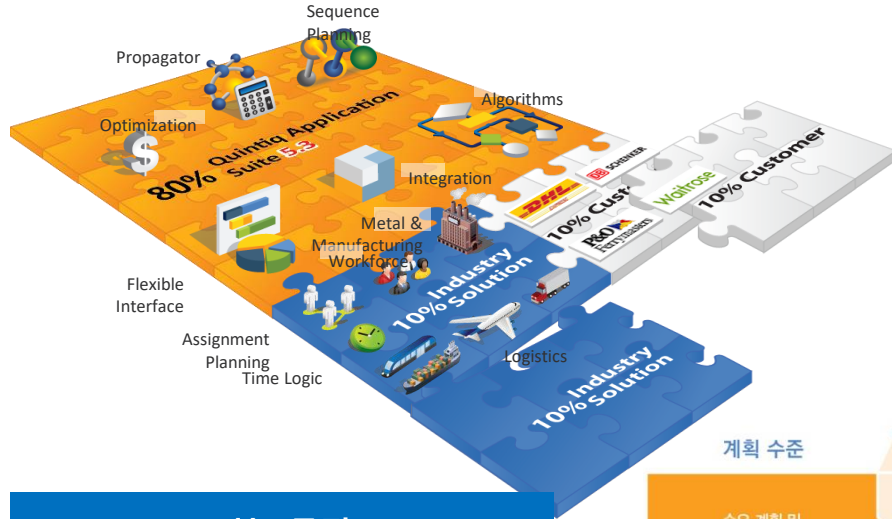 Sequence
Planning
Propagator
Algorithms
Optimization
80% Quintiq Application
Suite 5.3
Integration
DB SCHENKER
DHL
Waitrose
10% Customer
10% Cust
P&O
Ferrymasters
Metal &
Manufacturing
Workforce
Industry
10% Solution
Flexible
Interface
Assignment
Planning
Time Logic
Logistics
Industry
10% Solution
계획 수준